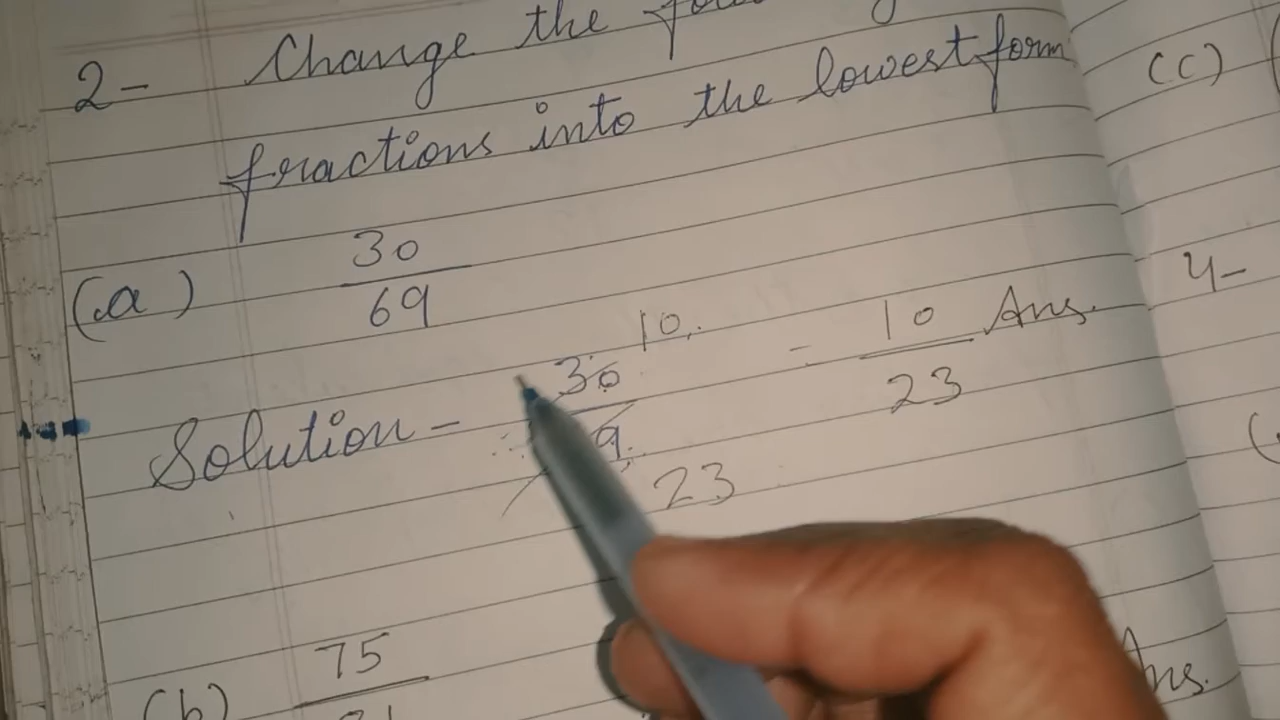 2- Change the
fractions into the lowest form
(a) 30
69
10
Solution - 30 = 10 Ans.
9 23
23
(b) 75
(c)
4-
Ans.